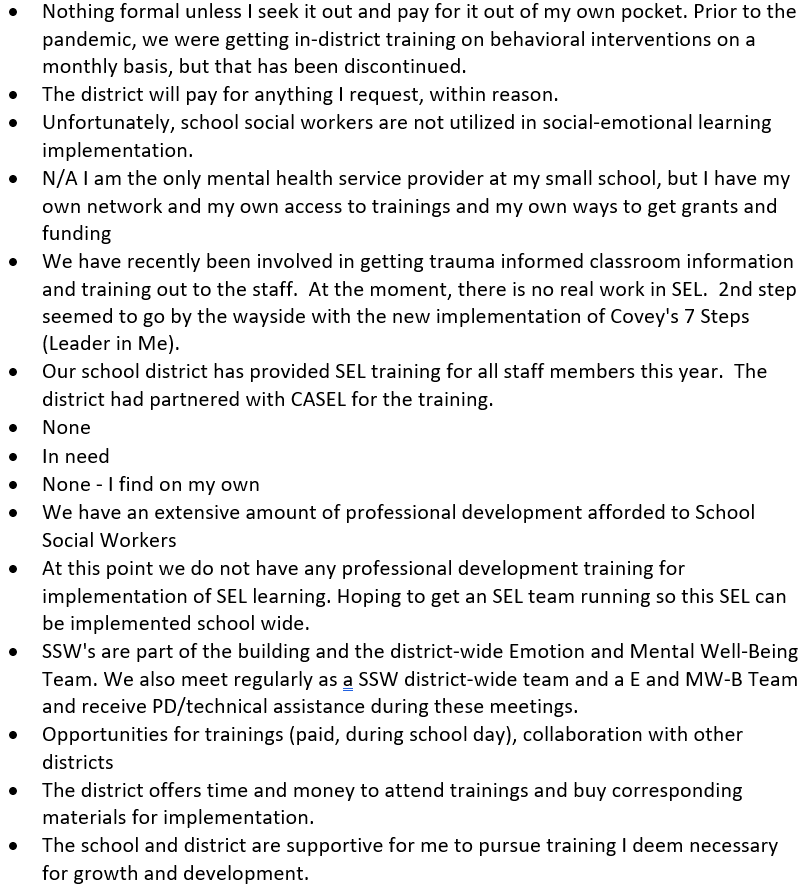 • Nothing formal unless I seek it out and pay for it out of my own pocket. Prior to the
pandemic, we were getting in-district training on behavioral interventions on a
monthly basis, but that has been discontinued.
• The district will pay for anything I request, within reason.
• Unfortunately, school social workers are not utilized in social-emotional learning
implementation.
• N/A I am the only mental health service provider at my small school, but I have my
own network and my own access to trainings and my own ways to get grants and
funding
• We have recently been involved in getting trauma informed classroom information
and training out to the staff.  At the moment, there is no real work in SEL.  2nd step
seemed to go by the wayside with the new implementation of Covey's 7 Steps
(Leader in Me).
• Our school district has provided SEL training for all staff members this year.  The
district had partnered with CASEL for the training.
• None
• In need
• None - I find on my own
• We have an extensive amount of professional development afforded to School
Social Workers
• At this point we do not have any professional development training for
implementation of SEL learning. Hoping to get an SEL team running so this SEL can
be implemented school wide.
• SSW's are part of the building and the district-wide Emotion and Mental Well-Being
Team. We also meet regularly as a SSW district-wide team and a E and MW-B Team
and receive PD/technical assistance during these meetings.
• Opportunities for trainings (paid, during school day), collaboration with other
districts
• The district offers time and money to attend trainings and buy corresponding
materials for implementation.
• The school and district are supportive for me to pursue training I deem necessary
for growth and development.